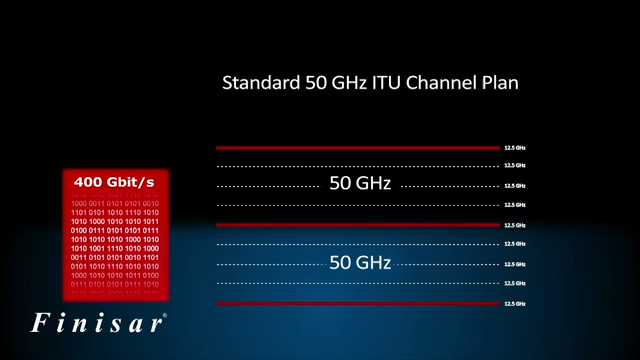 Standard 50 GHz ITU Channel Plan
12.5 GHz
12.5 GHz
50 GHz
12.5 GHz
12.5 GHz
12.5 GHz
12.5 GHz
50 GHz
12.5 GHz
12.5 GHz
12.5 GHz
400 Gbit/s
1000 0011 0101 0101 0010
1101 0101 1010 1110 1010
1010 1000 1010 1010 1011
0100 0111 0101 0101 0111
1010 1010 1010 1000 1010
1010 1001 1110 1010 1000
0011 0101 0101 0010 1101
0101 1010 1110 1010 1010
1000 1010 1010 1011 0100
0111 0101 0101 0111 1010
Finisar®